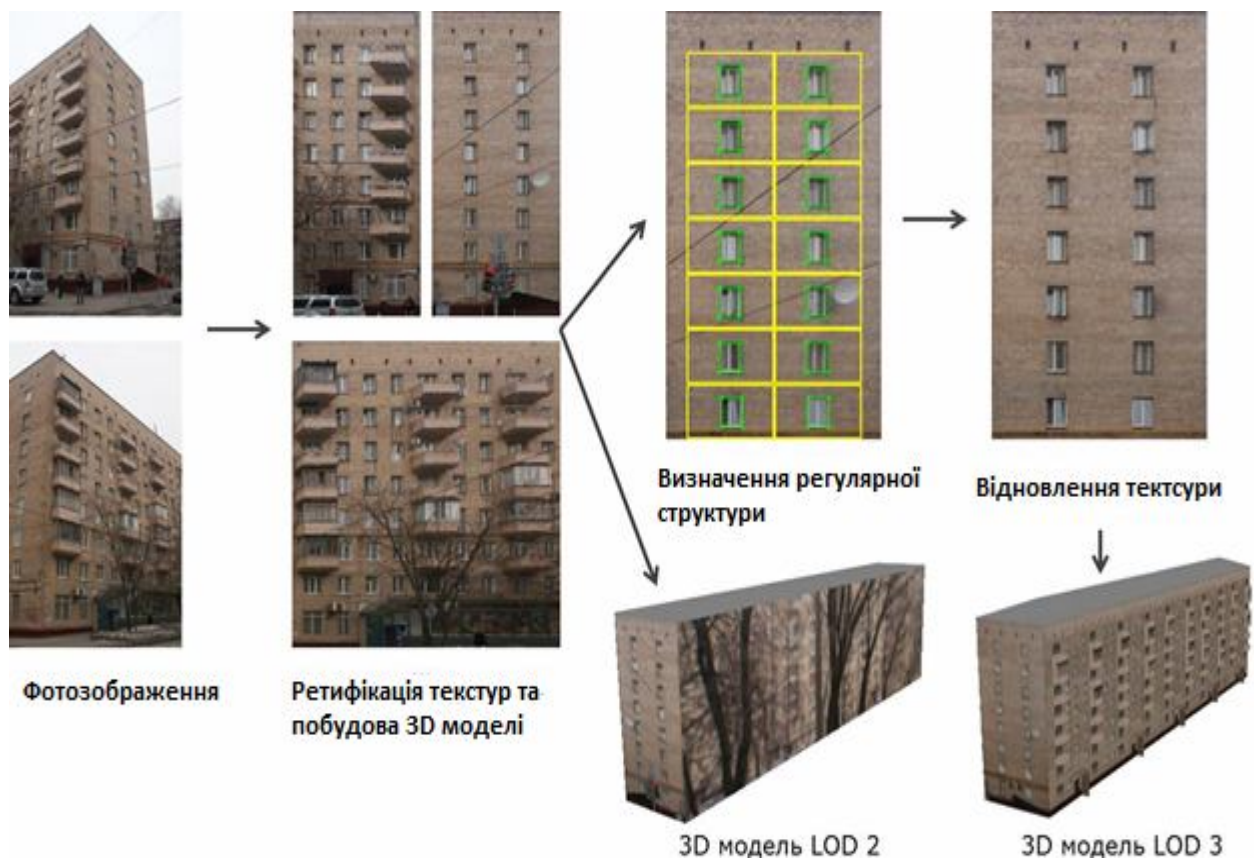 Визначення регулярної
структури
Відновлення тектсури
Фотозображення
Ретифікація текстур та
побудова 3D моделі
3D модель LOD 2
3D модель LOD 3